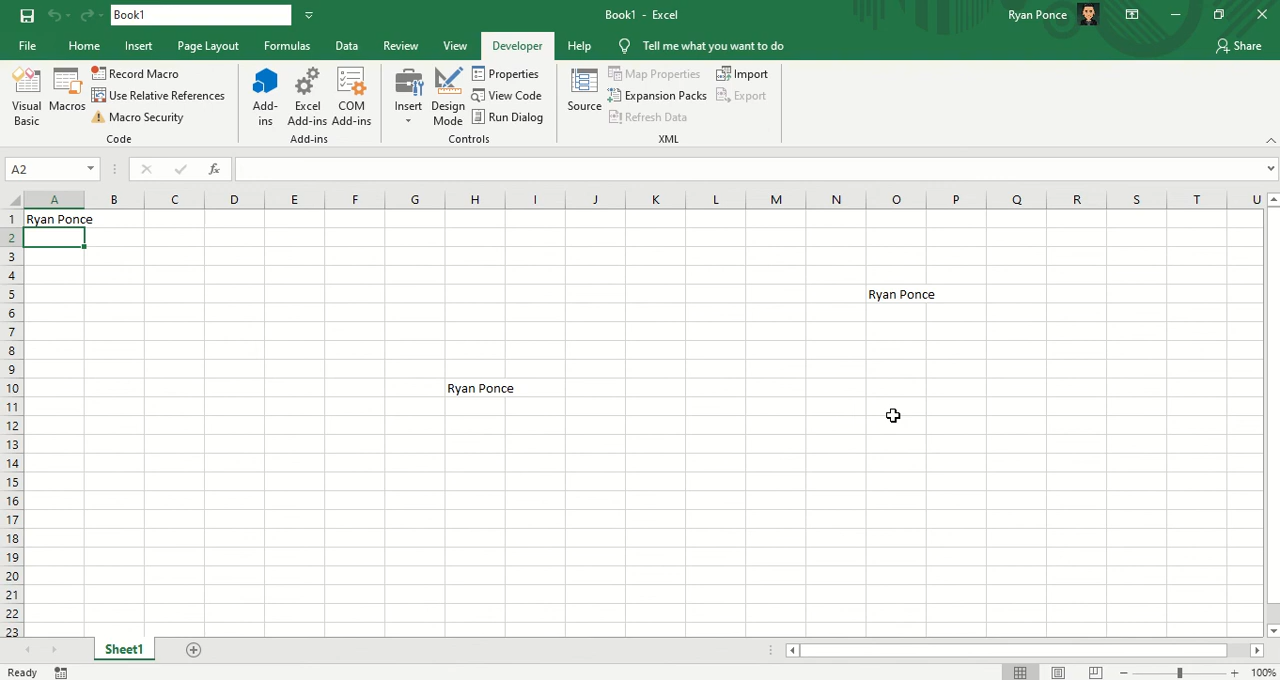 Book1
Book1 - Excel
Ryan Ponce
File Home Insert Page Layout Formulas Data Review View Developer Help Tell me what you want to do Share
Visual Basic
Macros
Record Macro
Use Relative References
Macro Security
Code
Add-ins
Excel Add-ins
COM Add-ins
Add-ins
Insert
Design Mode
Properties
View Code
Run Dialog
Controls
Source
Map Properties
Expansion Packs
Refresh Data
Import
Export
XML
A2
fx
A B C D E F G H I J K L M N O P Q R S T U
1 Ryan Ponce
2
3
4
5 Ryan Ponce
6
7
8
9
10 Ryan Ponce
11
12
13
14
15
16
17
18
19
20
21
22
23
Sheet1
Ready
100%